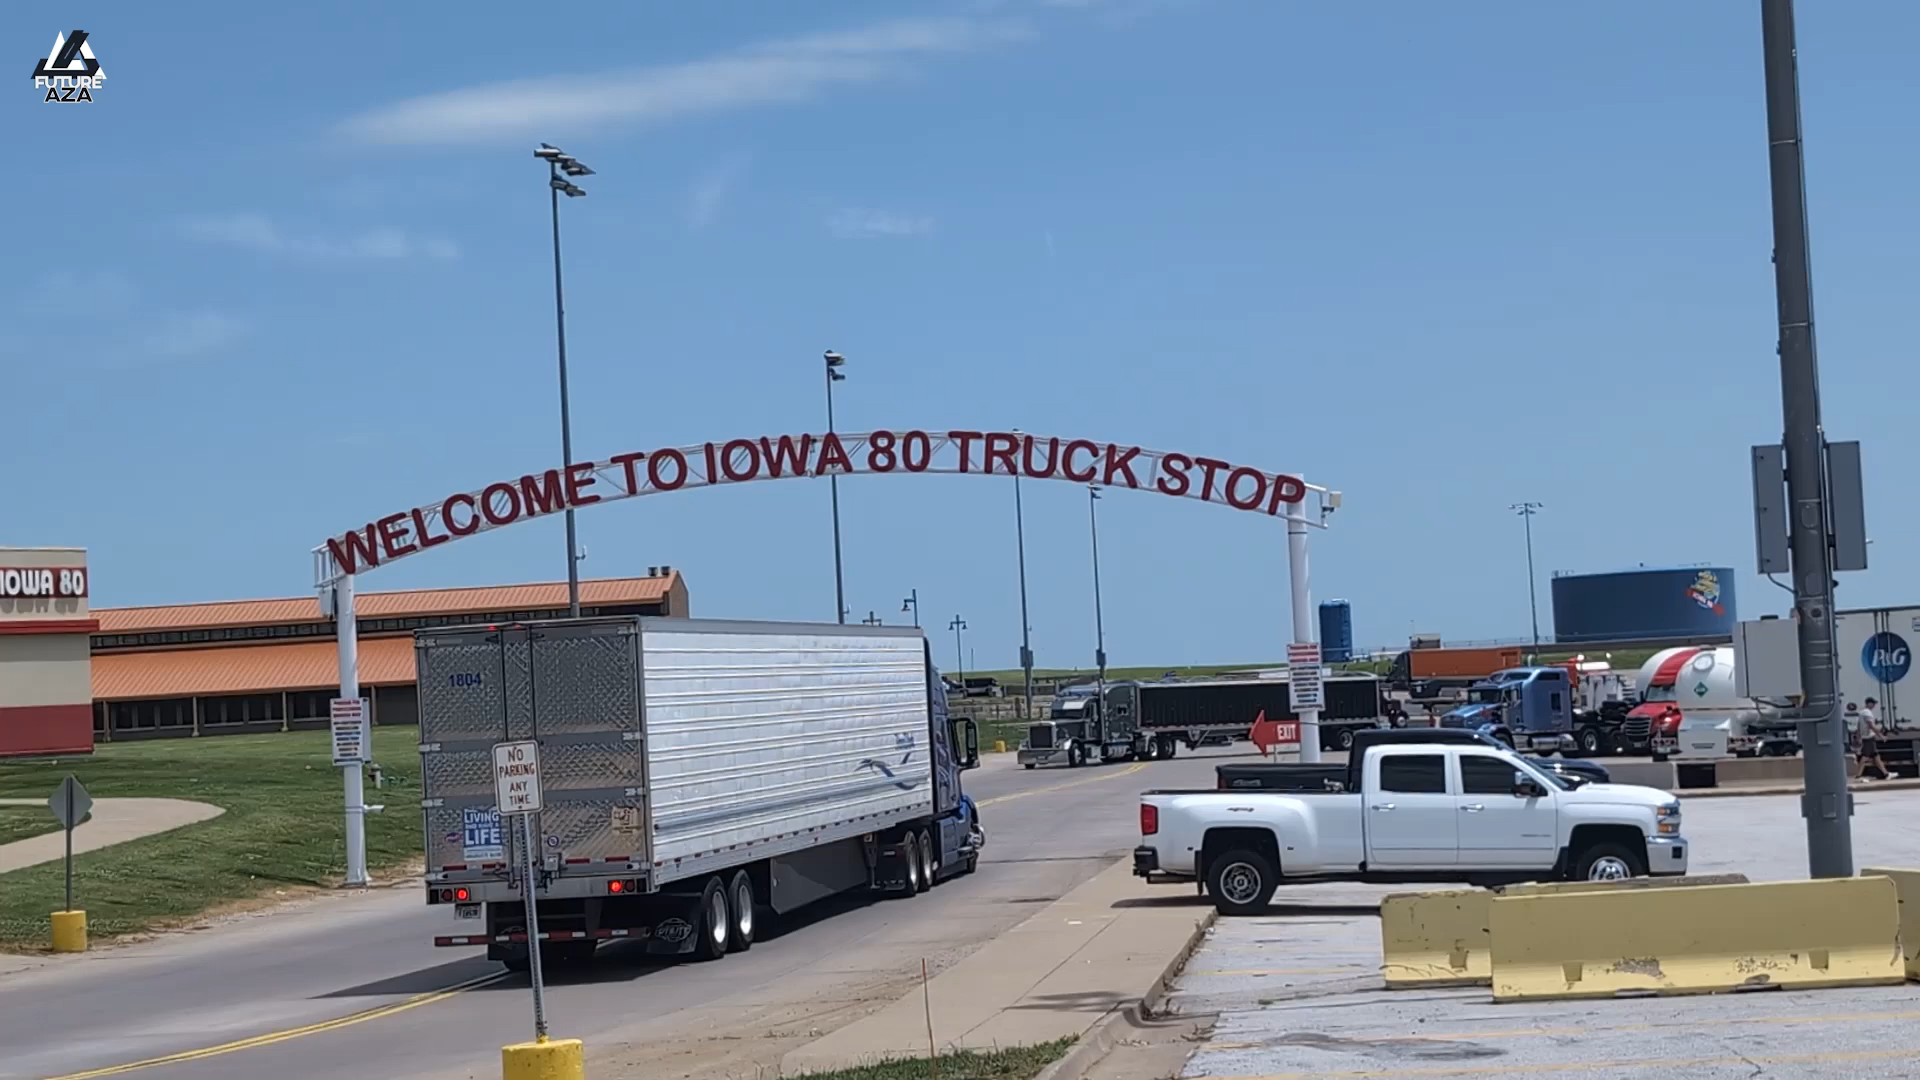 FUTURE
AZA
WELCOME TO IOWA 80 TRUCK STOP
IOWA 80
1804
NO
PARKING
ANY
TIME
LIVING
LIFE
EXIT
P&G